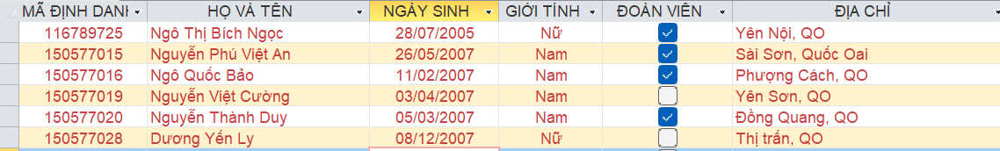 MÃ ĐỊNH DANH HỌ VÀ TÊN NGÀY SINH GIỚI TÍNH ĐOÀN VIÊN ĐỊA CHỈ
116789725 Ngô Thị Bích Ngọc 28/07/2005 Nữ Yên Nội, QO
150577015 Nguyễn Phú Việt An 26/05/2007 Nam Sài Sơn, Quốc Oai
150577016 Ngô Quốc Bảo 11/02/2007 Nam Phượng Cách, QO
150577019 Nguyễn Việt Cường 03/04/2007 Nam Yên Sơn, QO
150577020 Nguyễn Thành Duy 05/03/2007 Nam Đồng Quang, QO
150577028 Dương Yến Ly 08/12/2007 Nữ Thị trấn, QO